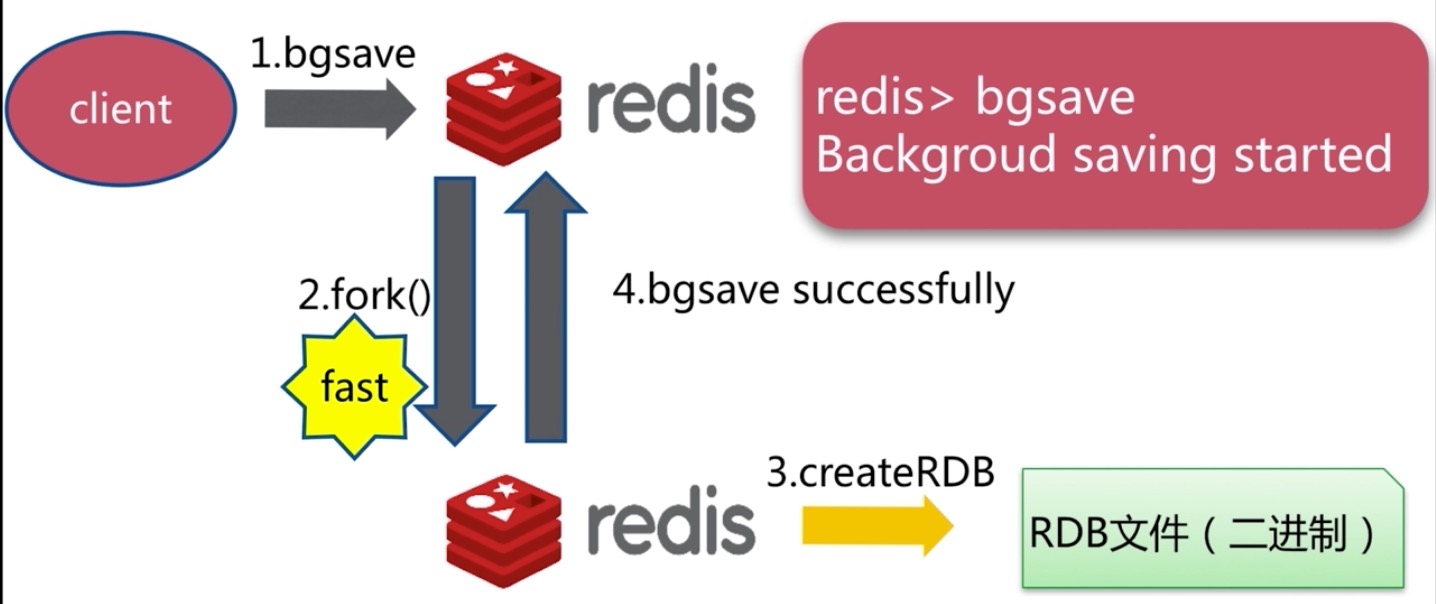 client
1.bgsave
redis
redis> bgsave
Backgroud saving started
2.fork()
fast
4.bgsave successfully
redis
3.createRDB
RDB文件（二进制）